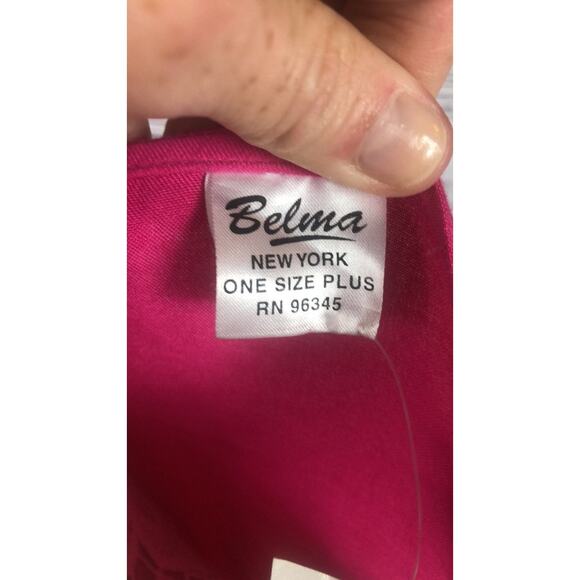 Belma
NEW YORK
ONE SIZE PLUS
RN 96345